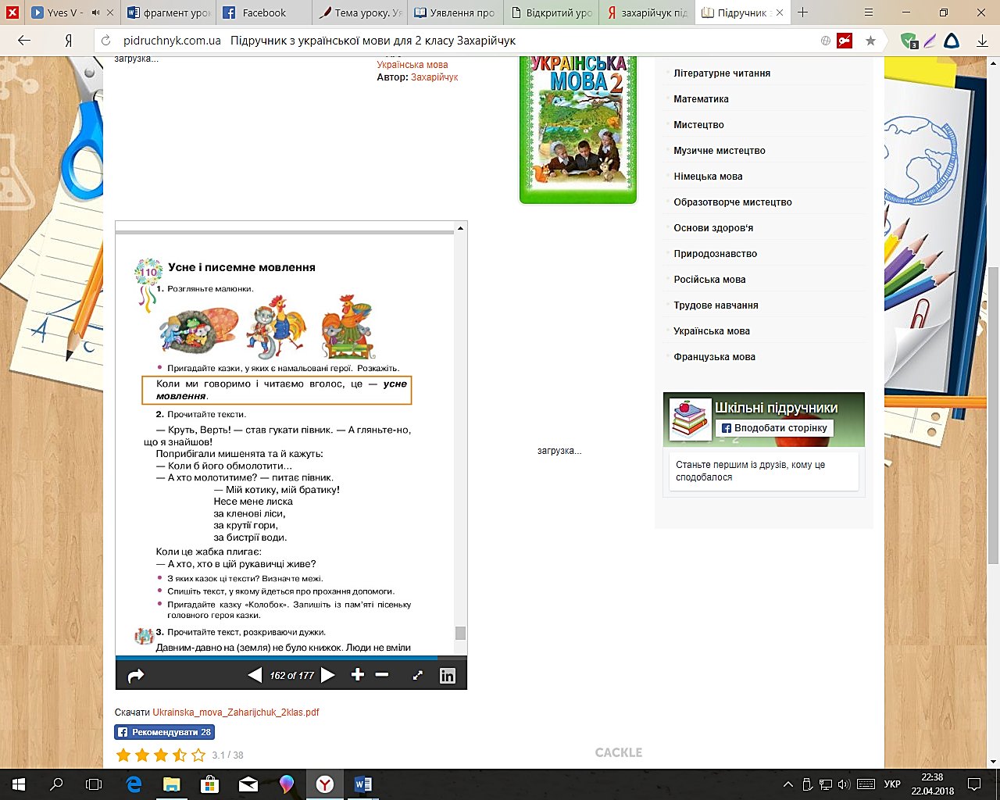 Yves V -
фрагмент урок
Facebook
Тема уроку. Уя
Уявлення про
Відкритий уро
захарійчук під
Підручник з
pidruchnyk.com.ua Підручник з української мови для 2 класу Захарійчук
загрузка...
Українська мова
Автор: Захарійчук
УКРАЇНСЬКА
МОВА 2
Літературне читання
Математика
Мистецтво
Музичне мистецтво
Німецька мова
Образотворче мистецтво
Основи здоров'я
Природознавство
Російська мова
Трудове навчання
Українська мова
Французька мова
Шкільні підручники
Вподобати сторінку
Станьте першим із друзів, кому це
сподобалося
загрузка...
110 Усне і писемне мовлення
1. Розгляньте малюнки.
• Пригадайте казки, у яких є намальовані герої. Розкажіть.
Коли ми говоримо і читаємо вголос, це — усне
мовлення.
2. Прочитайте тексти.
— Круть, Верть! — став гукати півник. — А гляньте-но,
що я знайшов!
Поприбігали мишенята та й кажуть:
— Коли б його обмолотити...
— А хто молотитиме? — питає півник.
— Мій котику, мій братику!
Несе мене лиска
за кленові ліси,
за крутії гори,
за бистрії води.
Коли це жабка плигає:
— А хто, хто в цій рукавичці живе?
• З яких казок ці тексти? Визначте межі.
• Спишіть текст, у якому йдеться про прохання допомоги.
• Пригадайте казку «Колобок». Запишіть із пам'яті пісеньку
головного героя казки.
3. Прочитайте текст, розкриваючи дужки.
Давним-давно на (земля) не було книжок. Люди не вміли
162 of 177
Скачати Ukrainska_mova_Zaharijchuk_2klas.pdf
Рекомендувати 28
3.1 / 38
CACKLE
УКР
22:38
22.04.2018